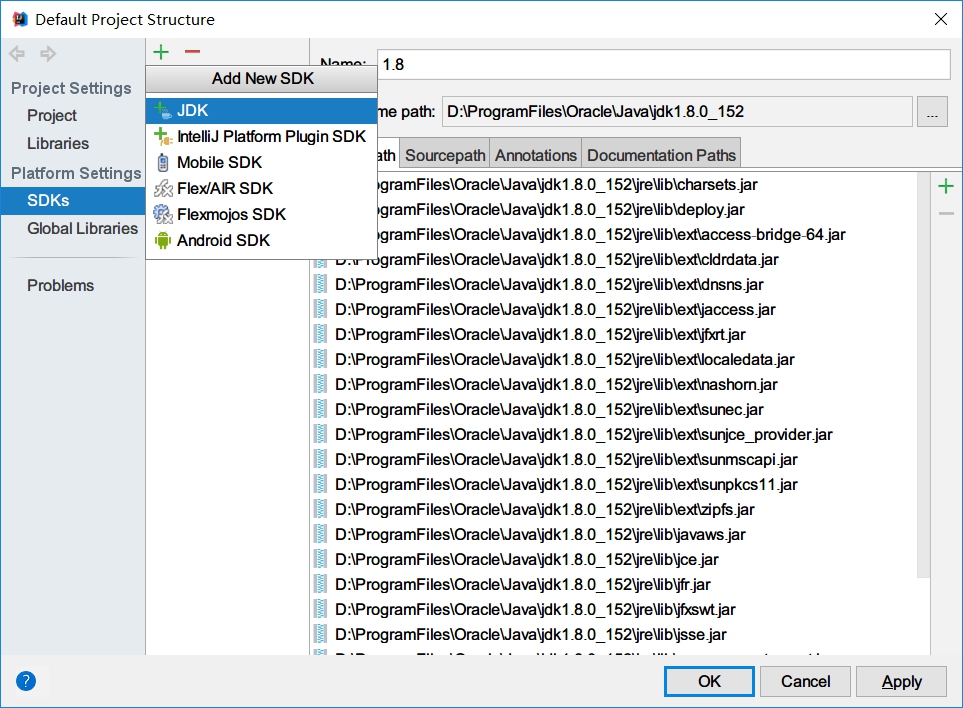 Default Project Structure
Project Settings
Project
Libraries
Platform Settings
SDKs
Global Libraries
Problems
Add New SDK
JDK
IntelliJ Platform Plugin SDK
Mobile SDK
Flex/AIR SDK
Flexmojos SDK
Android SDK
Name: 1.8
me path: D:\ProgramFiles\Oracle\Java\jdk1.8.0_152 ...
ath Sourcepath Annotations Documentation Paths
ogramFiles\Oracle\Java\jdk1.8.0_152\jre\lib\charsets.jar
ogramFiles\Oracle\Java\jdk1.8.0_152\jre\lib\deploy.jar
ogramFiles\Oracle\Java\jdk1.8.0_152\jre\lib\ext\access-bridge-64.jar
D:\ProgramFiles\Oracle\Java\jdk1.8.0_152\jre\lib\ext\cldrdata.jar
D:\ProgramFiles\Oracle\Java\jdk1.8.0_152\jre\lib\ext\dnsns.jar
D:\ProgramFiles\Oracle\Java\jdk1.8.0_152\jre\lib\ext\jaccess.jar
D:\ProgramFiles\Oracle\Java\jdk1.8.0_152\jre\lib\ext\jfxrt.jar
D:\ProgramFiles\Oracle\Java\jdk1.8.0_152\jre\lib\ext\localedata.jar
D:\ProgramFiles\Oracle\Java\jdk1.8.0_152\jre\lib\ext\nashorn.jar
D:\ProgramFiles\Oracle\Java\jdk1.8.0_152\jre\lib\ext\sunec.jar
D:\ProgramFiles\Oracle\Java\jdk1.8.0_152\jre\lib\ext\sunjce_provider.jar
D:\ProgramFiles\Oracle\Java\jdk1.8.0_152\jre\lib\ext\sunmscapi.jar
D:\ProgramFiles\Oracle\Java\jdk1.8.0_152\jre\lib\ext\sunpkcs11.jar
D:\ProgramFiles\Oracle\Java\jdk1.8.0_152\jre\lib\ext\zipfs.jar
D:\ProgramFiles\Oracle\Java\jdk1.8.0_152\jre\lib\javaws.jar
D:\ProgramFiles\Oracle\Java\jdk1.8.0_152\jre\lib\jce.jar
D:\ProgramFiles\Oracle\Java\jdk1.8.0_152\jre\lib\jfr.jar
D:\ProgramFiles\Oracle\Java\jdk1.8.0_152\jre\lib\jfxswt.jar
D:\ProgramFiles\Oracle\Java\jdk1.8.0_152\jre\lib\jsse.jar
? OK Cancel Apply